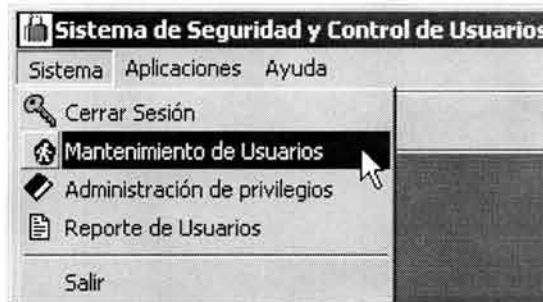 Sistema de Seguridad y Control de Usuarios
Sistema Aplicaciones Ayuda
Cerrar Sesión
Mantenimiento de Usuarios
Administración de privilegios
Reporte de Usuarios
Salir